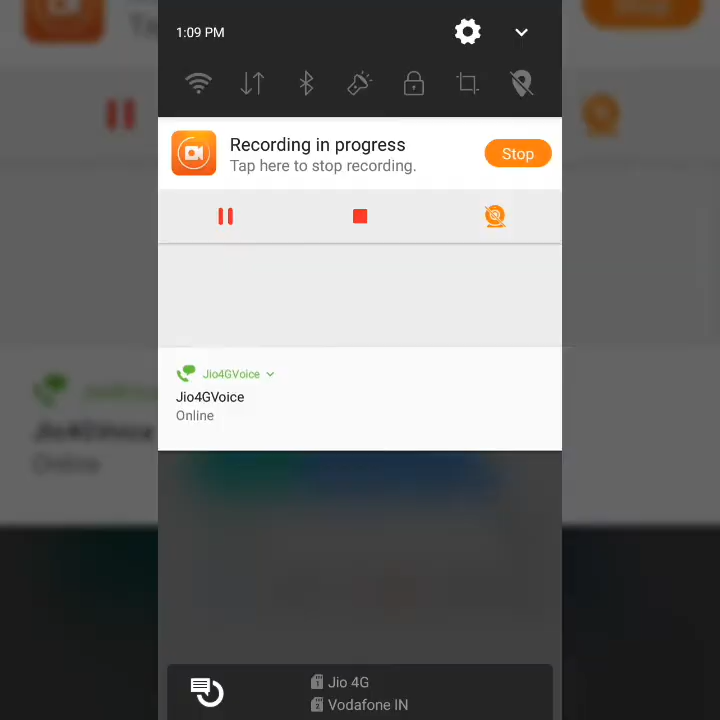 1:09 PM
Recording in progress
Tap here to stop recording.
Stop
Jio4GVoice
Jio4GVoice
Online
Jio 4G
Vodafone IN